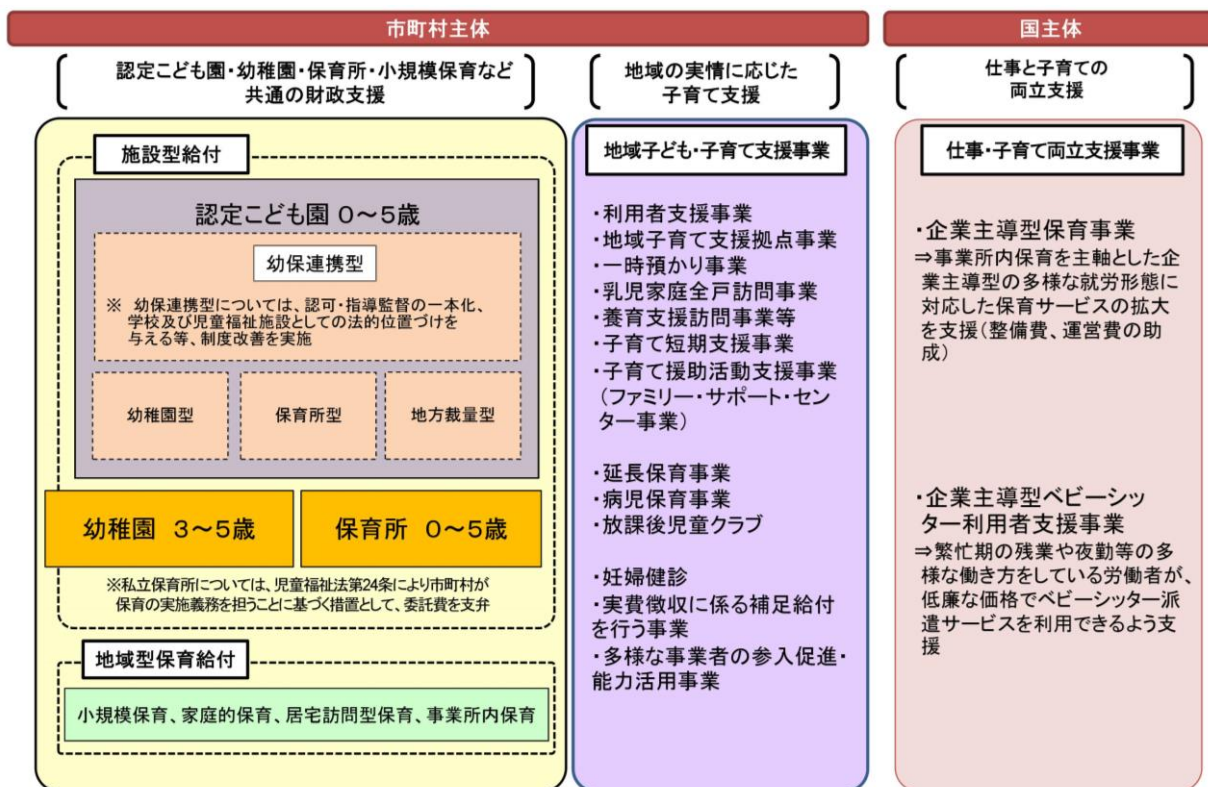 市町村主体
認定こども園・幼稚園・保育所・小規模保育など
共通の財政支援
地域の実情に応じた
子育て支援
施設型給付
認定こども園 0～5歳
幼保連携型
※ 幼保連携型については、認可・指導監督の一本化、
学校及び児童福祉施設としての法的位置づけを
与える等、制度改善を実施
幼稚園型
保育所型
地方裁量型
幼稚園 3～5歳
保育所 0～5歳
※私立保育所については、児童福祉法第24条により市町村が
保育の実施義務を担うことに基づく措置として、委託費を支弁
地域型保育給付
小規模保育、家庭的保育、居宅訪問型保育、事業所内保育
地域子ども・子育て支援事業
・利用者支援事業
・地域子育て支援拠点事業
・一時預かり事業
・乳児家庭全戸訪問事業
・養育支援訪問事業等
・子育て短期支援事業
・子育て援助活動支援事業
（ファミリー・サポート・セン
ター事業）
・延長保育事業
・病児保育事業
・放課後児童クラブ
・妊婦健診
・実費徴収に係る補足給付
を行う事業
・多様な事業者の参入促進・
能力活用事業
国主体
仕事と子育ての
両立支援
仕事・子育て両立支援事業
・企業主導型保育事業
⇒事業所内保育を主軸とした企
業主導型の多様な就労形態に
対応した保育サービスの拡大
を支援（整備費、運営費の助
成）
・企業主導型ベビーシッ
ター利用者支援事業
⇒繁忙期の残業や夜勤等の多
様な働き方をしている労働者が、
低廉な価格でベビーシッター派
遣サービスを利用できるよう支
援